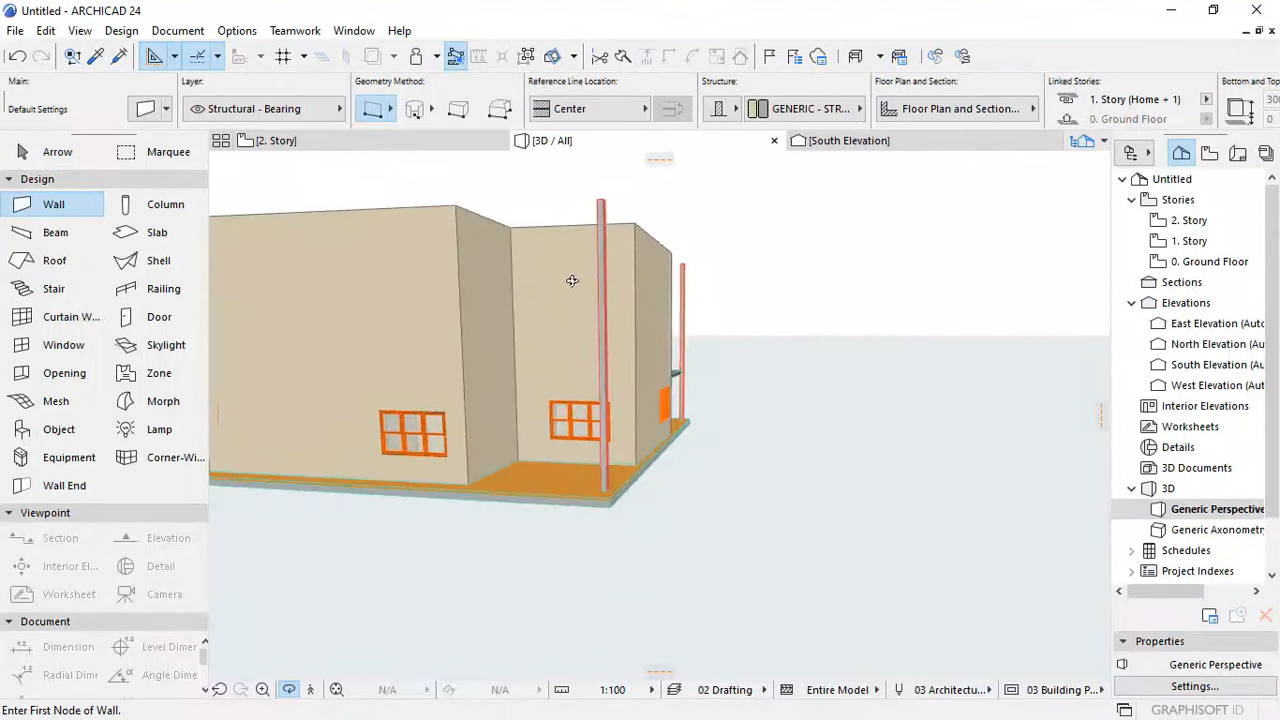 Untitled - ARCHICAD 24
File Edit View Design Document Options Teamwork Window Help
Main: Layer: Geometry Method: Reference Line Location: Structure: Floor Plan and Section: Linked Stories: Bottom and Top
Default Settings Structural - Bearing Center GENERIC - STR... Floor Plan and Section... 1. Story (Home + 1) 0. Ground Floor
[2. Story] [3D / All] [South Elevation]
Arrow Marquee
Design
Wall Column
Beam Slab
Roof Shell
Stair Railing
Curtain W... Door
Window Skylight
Opening Zone
Mesh Morph
Object Lamp
Equipment Corner-Wi...
Wall End
Viewpoint
Section Elevation
Interior El... Detail
Worksheet Camera
Document
Dimension Level Dimer
Radial Dime Angle Dime
Untitled
Stories
2. Story
1. Story
0. Ground Floor
Sections
Elevations
East Elevation (Auto
North Elevation (Au
South Elevation (Au
West Elevation (Aut
Interior Elevations
Worksheets
Details
3D Documents
3D
Generic Perspective
Generic Axonometr
Schedules
Project Indexes
Properties
Generic Perspective
Settings...
N/A N/A 1:100 02 Drafting Entire Model 03 Architectu... 03 Building P...
Enter First Node of Wall.
GRAPHISOFT ID